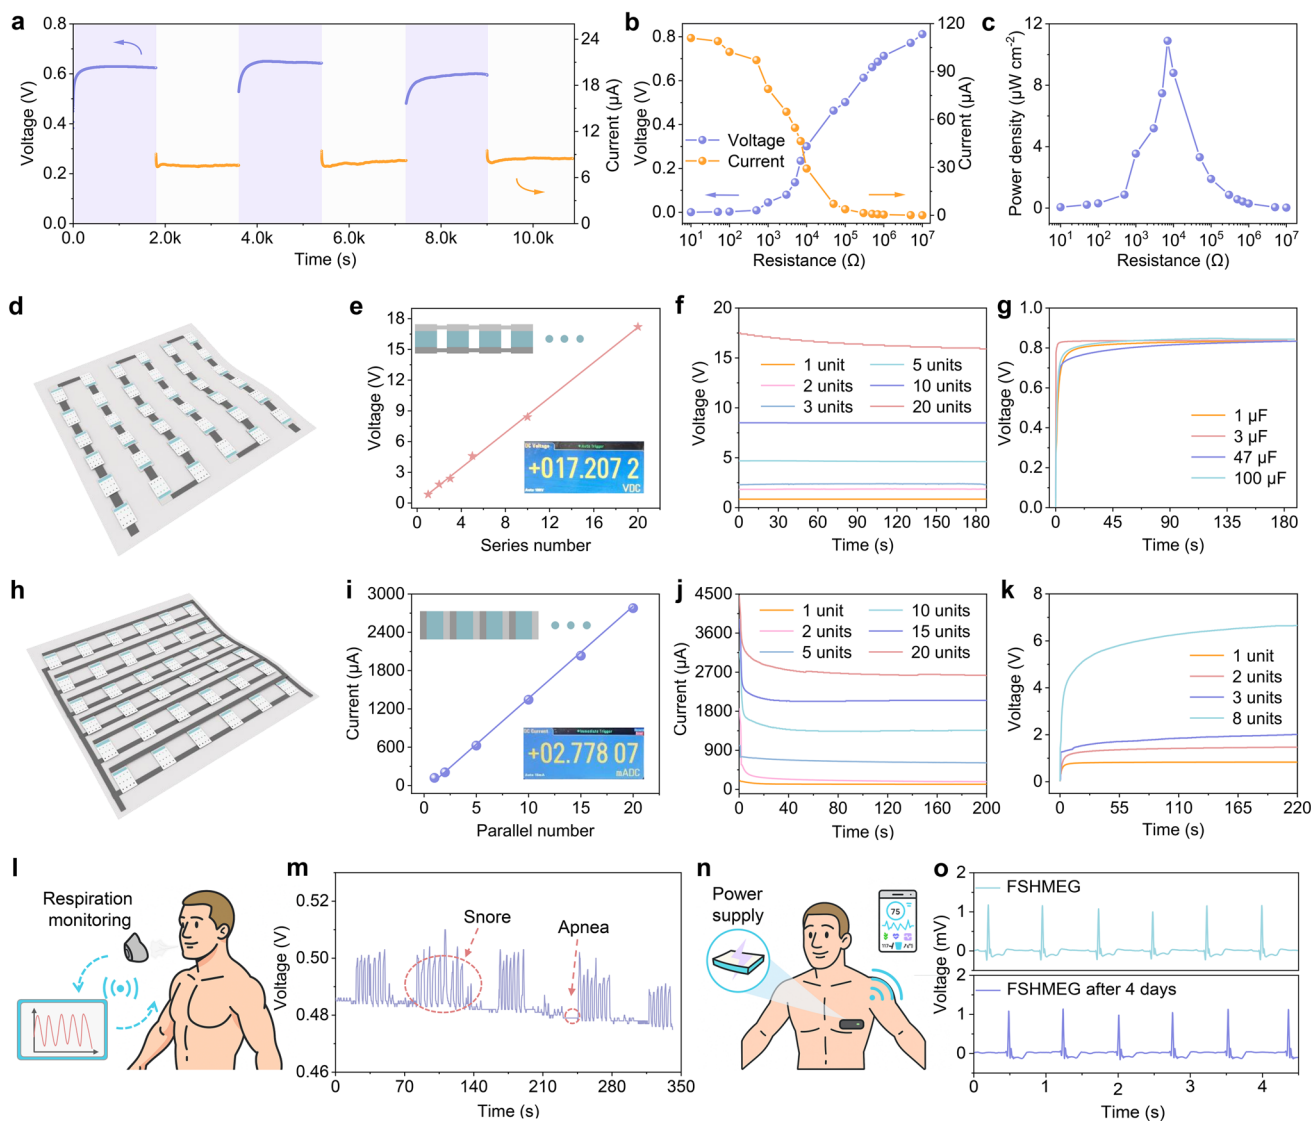 a
0.8
0.6
0.4
0.2
0.0
Voltage (V)
24
18
12
6
0
Current (µA)
0.0
2.0k
4.0k
6.0k
8.0k
10.0k
Time (s)
b
0.8
0.6
0.4
0.2
0.0
Voltage (V)
Voltage
Current
120
90
60
30
0
Current (µA)
10¹
10²
10³
10⁴
10⁵
10⁶
10⁷
Resistance (Ω)
c
12
8
4
0
Power density (µW cm⁻²)
10¹
10²
10³
10⁴
10⁵
10⁶
10⁷
Resistance (Ω)
d
e
18
15
12
9
6
3
0
Voltage (V)
DC Voltage
+017.207 2
VDC
0
4
8
12
16
20
Series number
f
20
15
10
5
0
Voltage (V)
1 unit
2 units
3 units
5 units
10 units
20 units
0
30
60
90
120
150
180
Time (s)
g
1.0
0.8
0.6
0.4
0.2
0.0
Voltage (V)
1 µF
3 µF
47 µF
100 µF
0
45
90
135
180
Time (s)
h
i
3000
2400
1800
1200
600
0
Current (µA)
DC Current
+02.778 07
mADC
0
5
10
15
20
Parallel number
j
4500
3600
2700
1800
900
0
Current (µA)
1 unit
2 units
5 units
10 units
15 units
20 units
0
40
80
120
160
200
Time (s)
k
8
6
4
2
0
Voltage (V)
1 unit
2 units
3 units
8 units
0
55
110
165
220
Time (s)
l
Respiration
monitoring
m
0.52
0.50
0.48
0.46
Voltage (V)
Snore
Apnea
0
70
140
210
280
350
Time (s)
n
Power
supply
75
o
2
1
0
2
1
0
Voltage (mV)
FSHMEG
FSHMEG after 4 days
0
1
2
3
4
Time (s)